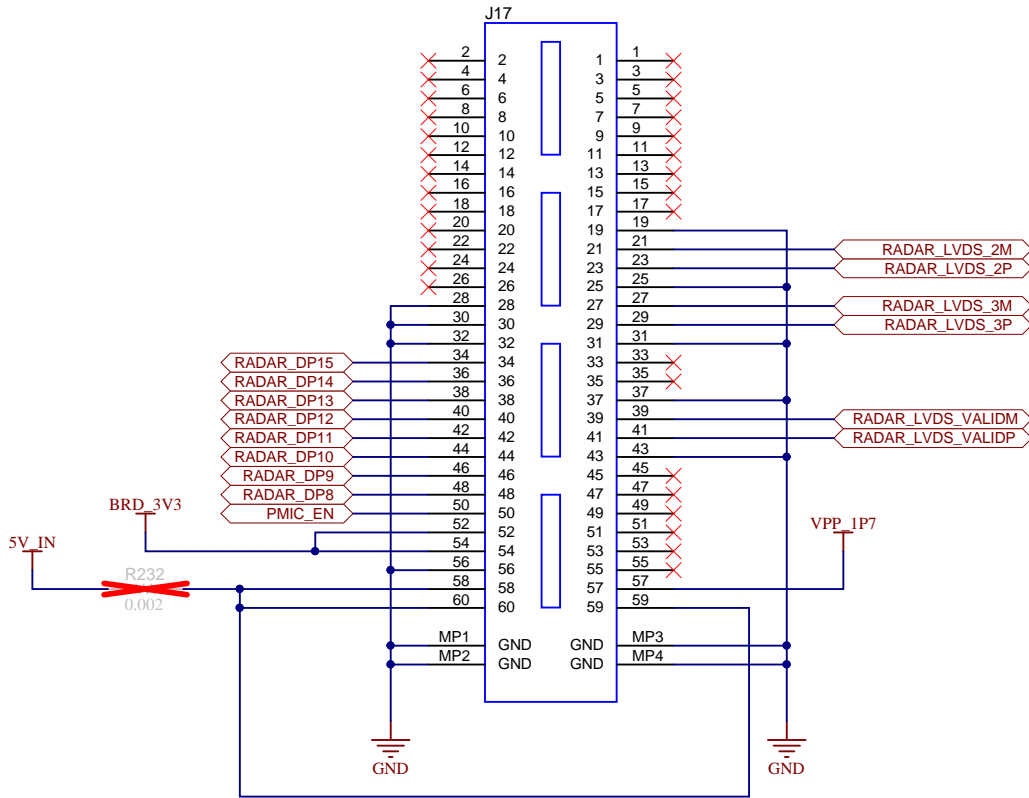 J17
2 2 1 1
4 4 3 3
6 6 5 5
8 8 7 7
10 10 9 9
12 12 11 11
14 14 13 13
16 16 15 15
18 18 17 17
20 20 19 19
22 22 21 21 RADAR_LVDS_2M
24 24 23 23 RADAR_LVDS_2P
26 26 25 25
28 28 27 27 RADAR_LVDS_3M
30 30 29 29 RADAR_LVDS_3P
32 32 31 31
RADAR_DP15 34 34 33 33
RADAR_DP14 36 36 35 35
RADAR_DP13 38 38 37 37
RADAR_DP12 40 40 39 39 RADAR_LVDS_VALIDM
RADAR_DP11 42 42 41 41 RADAR_LVDS_VALIDP
RADAR_DP10 44 44 43 43
RADAR_DP9 46 46 45 45
RADAR_DP8 48 48 47 47
PMIC_EN 50 50 49 49
BRD_3V3 52 52 51 51 VPP_1P7
5V_IN 54 54 53 53
56 56 55 55
R232 58 58 57 57
0.002 60 60 59 59
MP1 GND GND MP3
MP2 GND GND MP4
GND GND